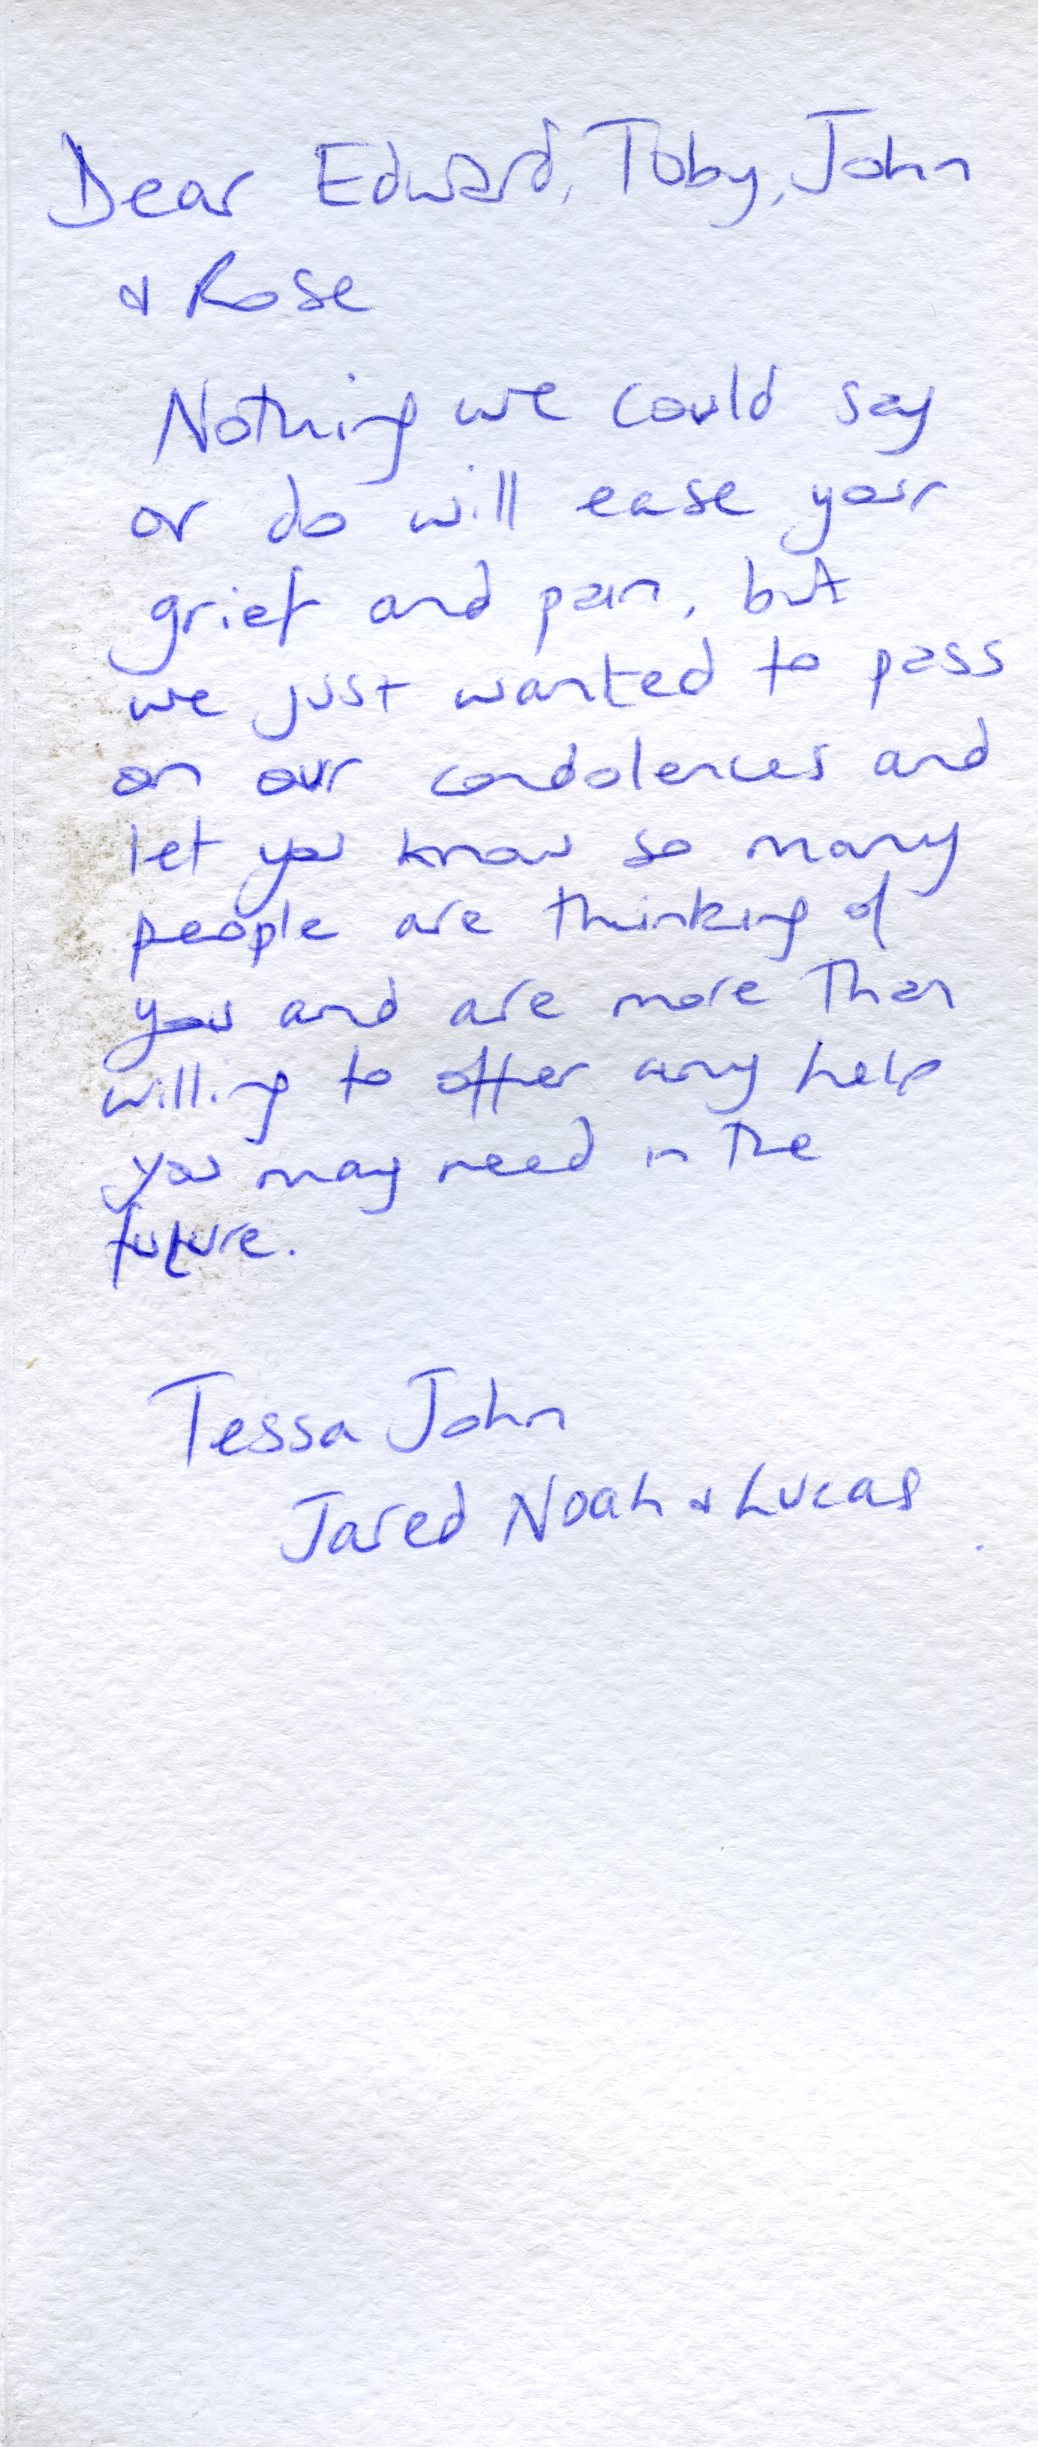 Dear Edward, Toby, John
& Rose
Nothing we could say
or do will ease your
grief and pain, but
we just wanted to pass
on our condolences and
let you know so many
people are thinking of
you and are more than
willing to offer any help
you may need in the
future.
Tessa John
Jared Noah & Lucas